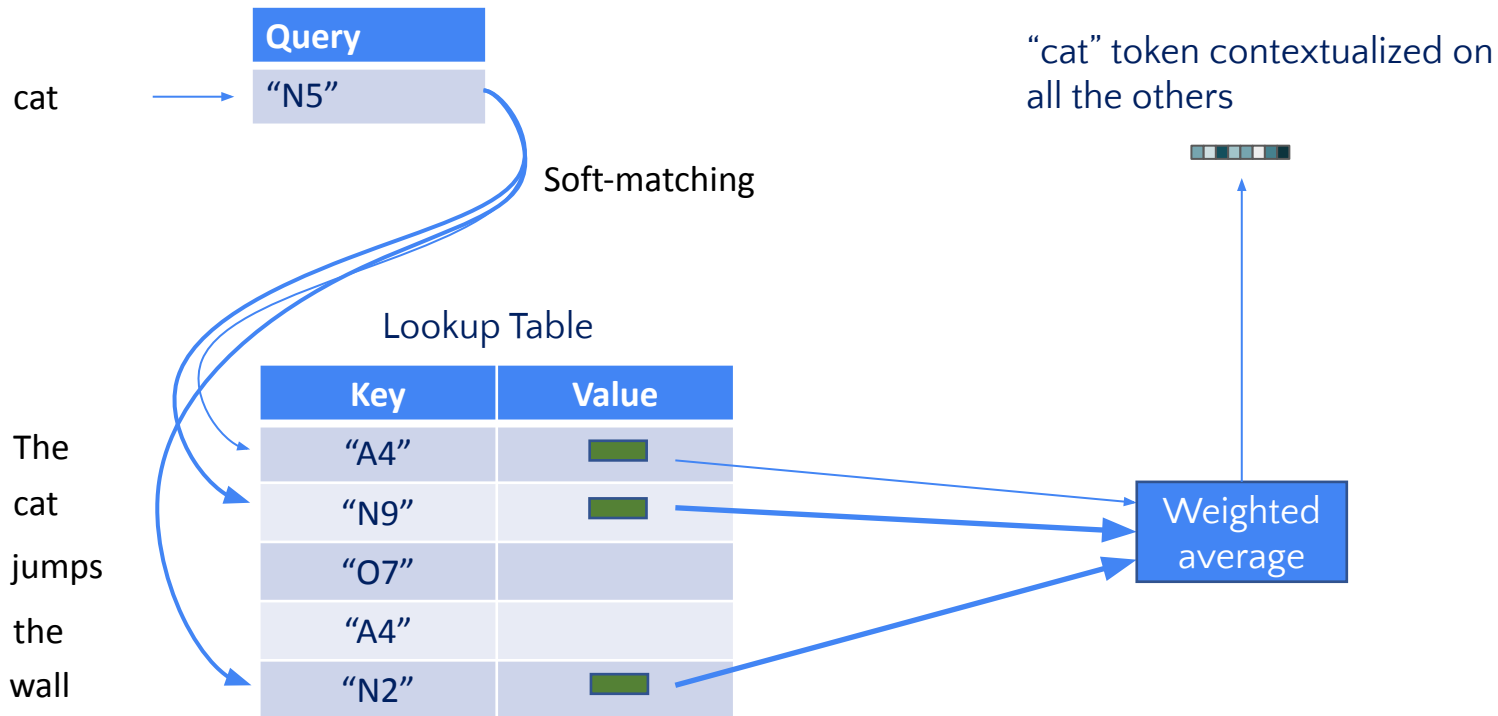 Query
cat
“N5”
“cat” token contextualized on
all the others
Soft-matching
Lookup Table
Key Value
The “A4”
cat “N9”
jumps “O7”
the “A4”
wall “N2”
Weighted
average